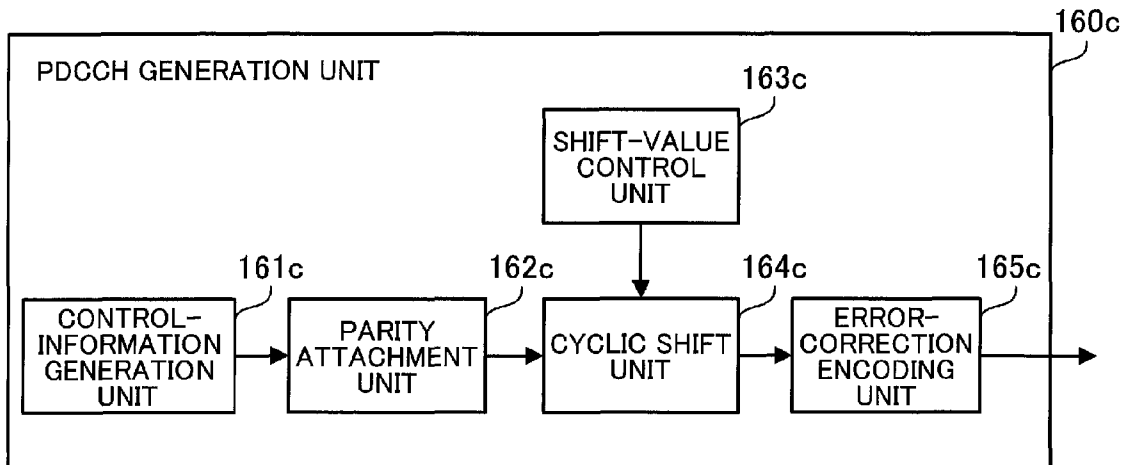 160c
PDCCH GENERATION UNIT
163c
SHIFT-VALUE
CONTROL
UNIT
161c
162c
164c
165c
CONTROL-
INFORMATION
GENERATION
UNIT
PARITY
ATTACHMENT
UNIT
CYCLIC SHIFT
UNIT
ERROR-
CORRECTION
ENCODING
UNIT